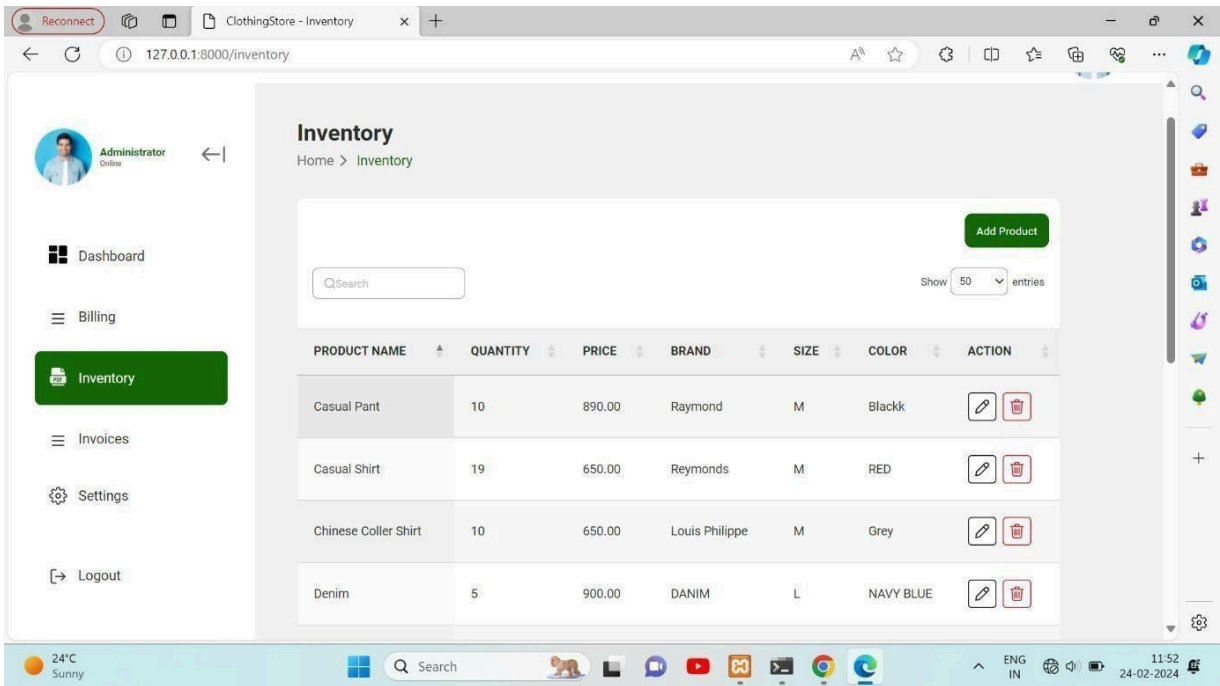 Reconnect ClothingStore - Inventory
127.0.0.1:8000/inventory
Administrator
Online
Dashboard
Billing
Inventory
Invoices
Settings
Logout
Inventory
Home > Inventory
Add Product
Search Show 50 entries
PRODUCT NAME QUANTITY PRICE BRAND SIZE COLOR ACTION
Casual Pant 10 890.00 Raymond M Blackk
Casual Shirt 19 650.00 Reymonds M RED
Chinese Coller Shirt 10 650.00 Louis Philippe M Grey
Denim 5 900.00 DANIM L NAVY BLUE
24°C
Sunny
Search
ENG
IN
11:52
24-02-2024